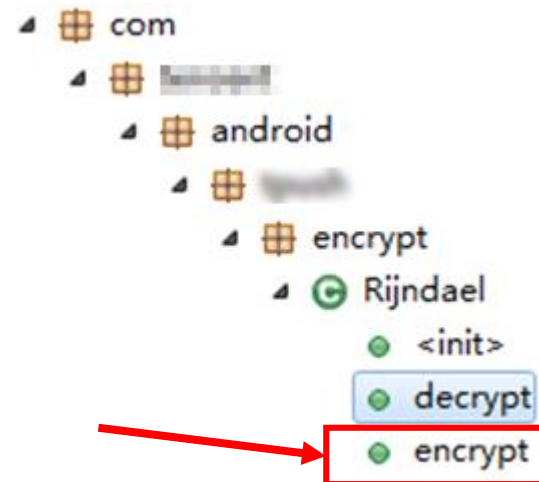 com
android
encrypt
Rijndael
<init>
decrypt
encrypt